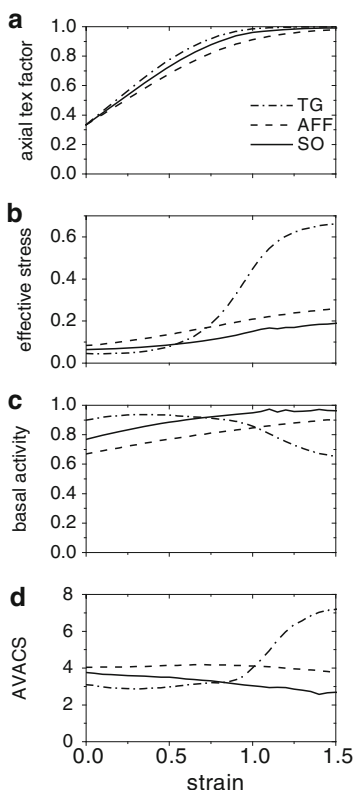 a
axial tex factor
1.0
0.8
0.6
0.4
0.2
0.0
TG
AFF
SO
b
effective stress
0.6
0.4
0.2
0.0
c
basal activity
1.0
0.8
0.6
0.4
0.2
0.0
d
AVACS
8
6
4
2
0
0.0 0.5 1.0 1.5
strain